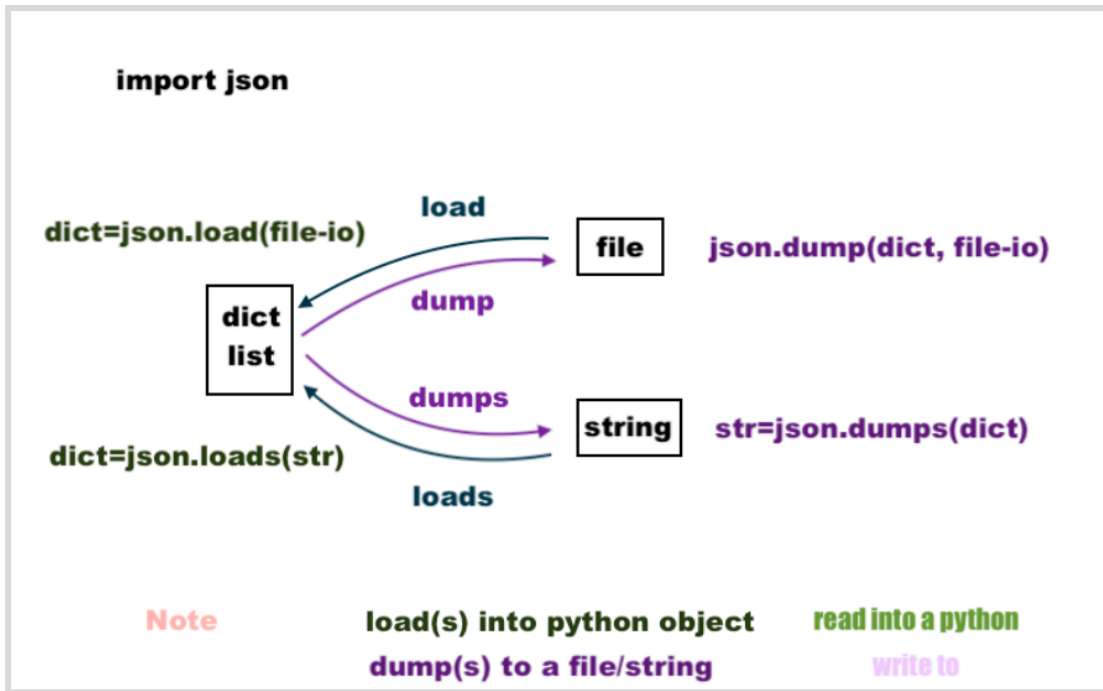 import json
load
dict=json.load(file-io)
file
json.dump(dict, file-io)
dump
dict
list
dumps
string
str=json.dumps(dict)
dict=json.loads(str)
loads
Note
load(s) into python object
read into a python
dump(s) to a file/string
write to